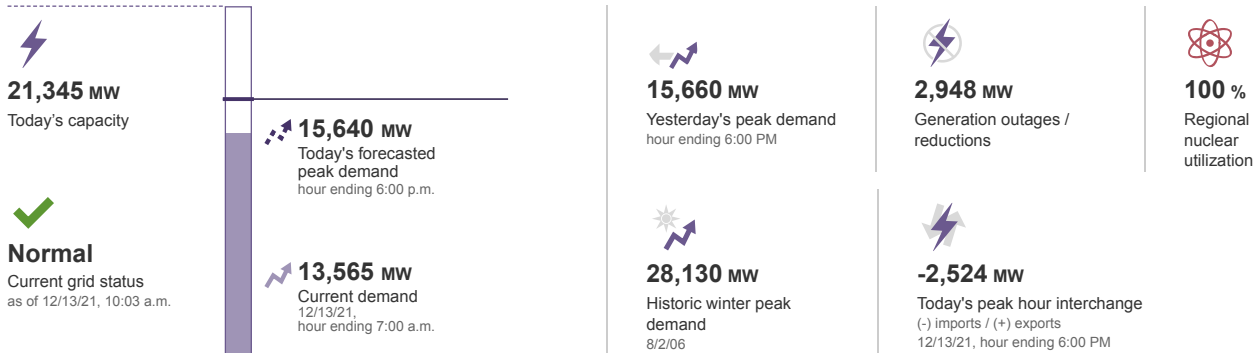 21,345 MW
Today's capacity
Normal
Current grid status
as of 12/13/21, 10:03 a.m.
15,640 MW
Today's forecasted
peak demand
hour ending 6:00 p.m.
13,565 MW
Current demand
12/13/21,
hour ending 7:00 a.m.
15,660 MW
Yesterday's peak demand
hour ending 6:00 PM
2,948 MW
Generation outages /
reductions
100 %
Regional
nuclear
utilization
28,130 MW
Historic winter peak
demand
8/2/06
-2,524 MW
Today's peak hour interchange
(-) imports / (+) exports
12/13/21, hour ending 6:00 PM